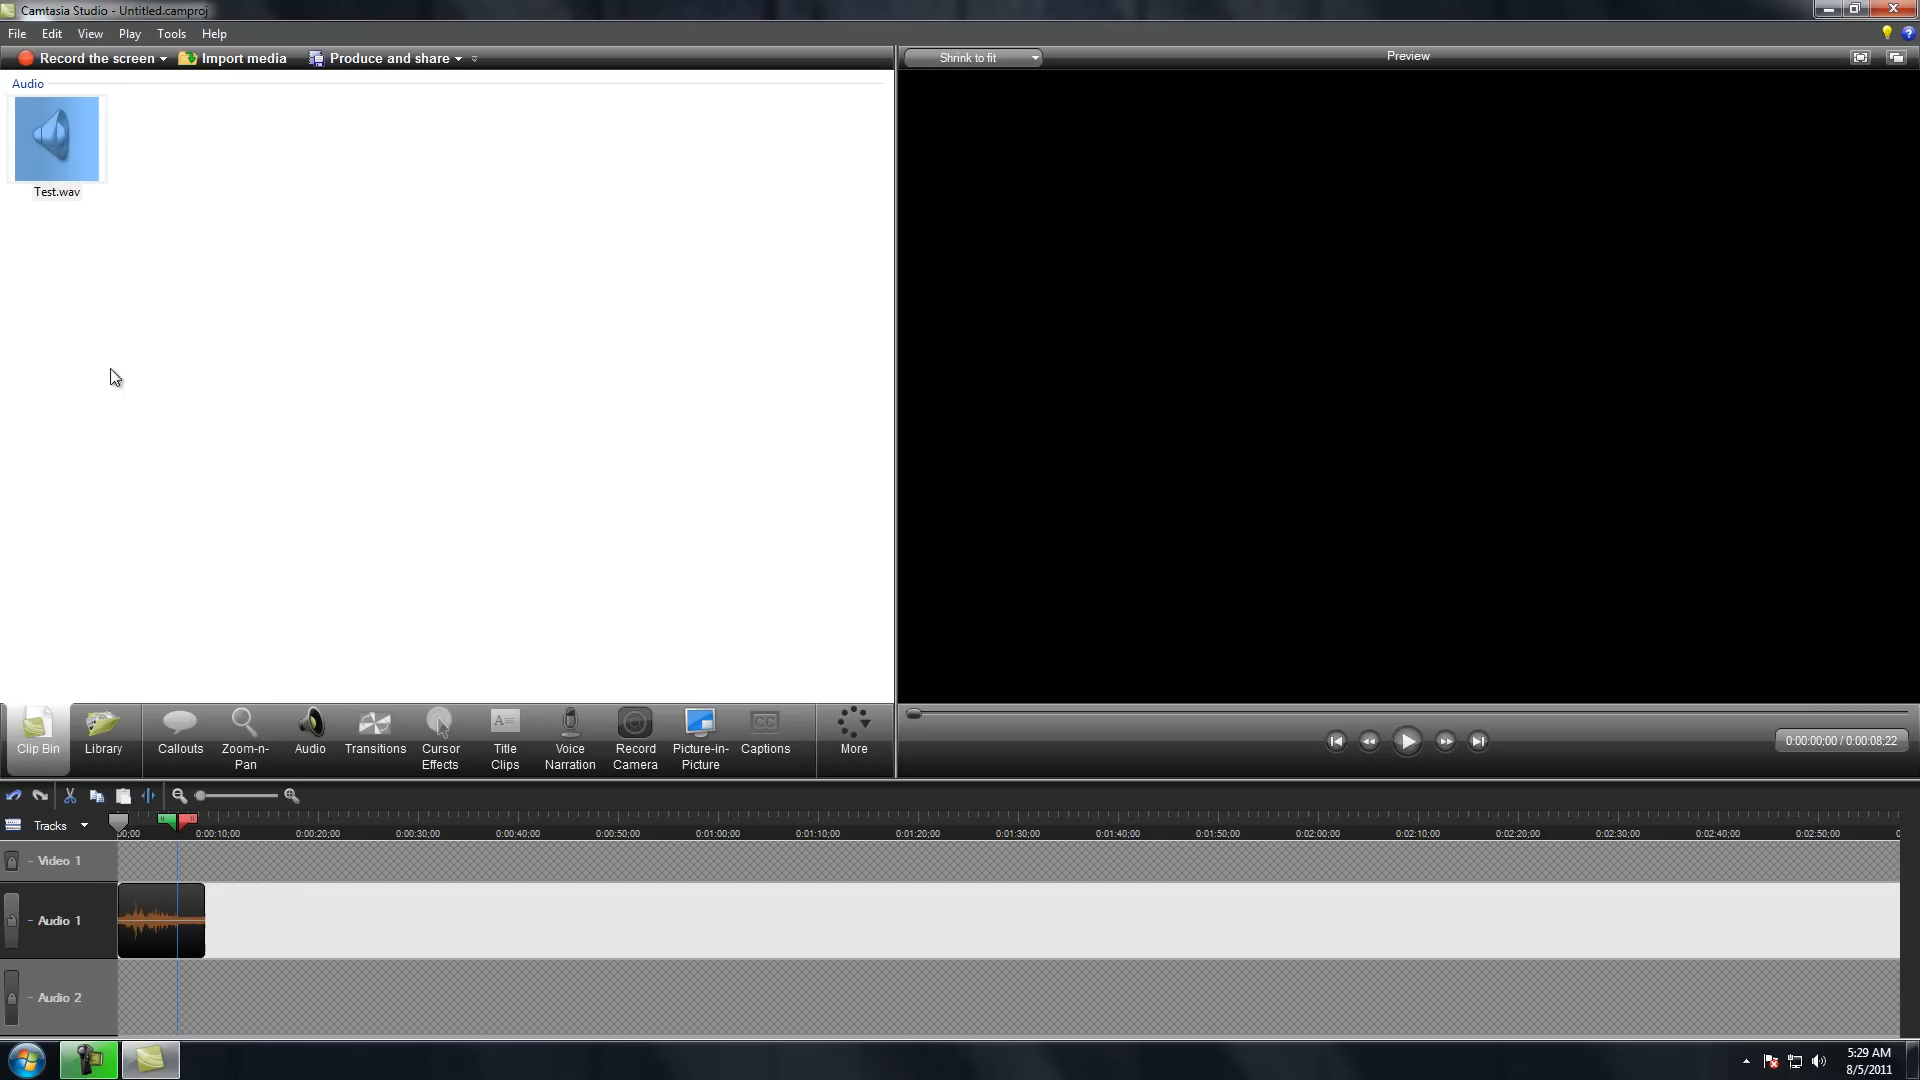 Camtasia Studio - Untitled.camproj
File Edit View Play Tools Help
Record the screen Import media Produce and share
Shrink to fit
Preview
Audio
Test.wav
Clip Bin Library Callouts Zoom-n-Pan Audio Transitions Cursor Effects Title Clips Voice Narration Record Camera Picture-in-Picture CC Captions More
0:00:00;00 / 0:00:08;22
Tracks
00;00 0:00:10;00 0:00:20;00 0:00:30;00 0:00:40;00 0:00:50;00 0:01:00;00 0:01:10;00 0:01:20;00 0:01:30;00 0:01:40;00 0:01:50;00 0:02:00;00 0:02:10;00 0:02:20;00 0:02:30;00 0:02:40;00 0:02:50;00
- Video 1
- Audio 1
- Audio 2
5:29 AM
8/5/2011